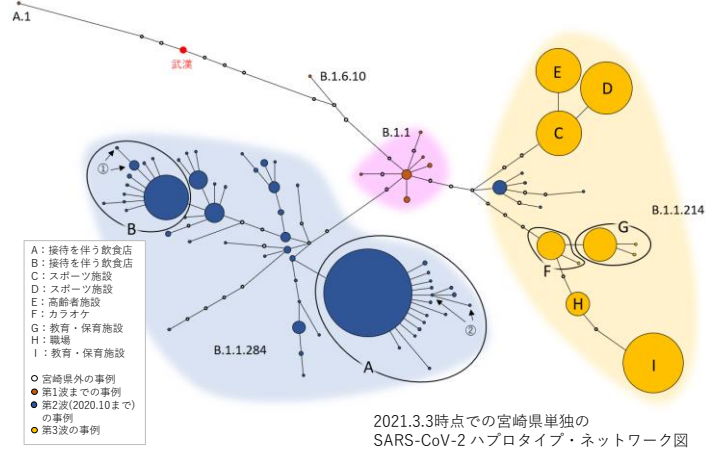 A.1
武漢
B.1.6.10
B.1.1
E
D
C
B.1.1.214
①
B
G
F
H
I
A
②
B.1.1.284
A：接待を伴う飲食店
B：接待を伴う飲食店
C：スポーツ施設
D：スポーツ施設
E：高齢者施設
F：カラオケ
G：教育・保育施設
H：職場
I：教育・保育施設
宮崎県外の事例
第1波までの事例
第2波(2020.10まで)
の事例
第3波の事例
2021.3.3時点での宮崎県単独の
SARS-CoV-2 ハプロタイプ・ネットワーク図